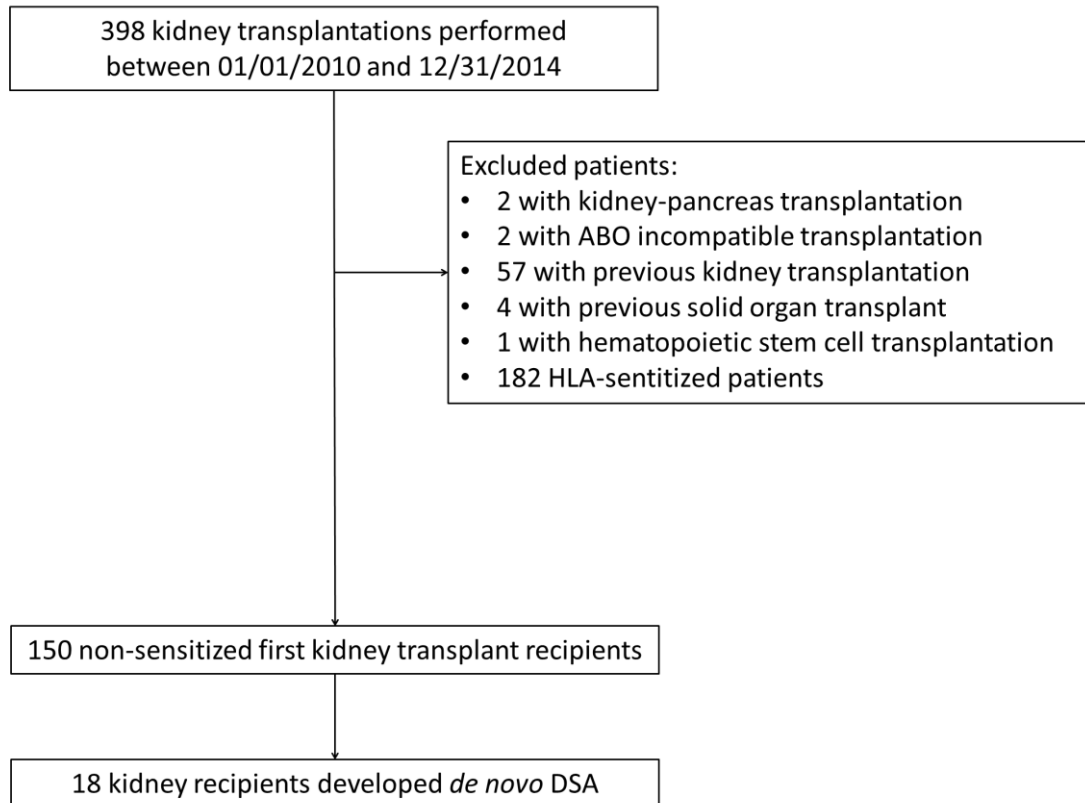 398 kidney transplantations performed
between 01/01/2010 and 12/31/2014
Excluded patients:
• 2 with kidney-pancreas transplantation
• 2 with ABO incompatible transplantation
• 57 with previous kidney transplantation
• 4 with previous solid organ transplant
• 1 with hematopoietic stem cell transplantation
• 182 HLA-sentitized patients
150 non-sensitized first kidney transplant recipients
18 kidney recipients developed de novo DSA